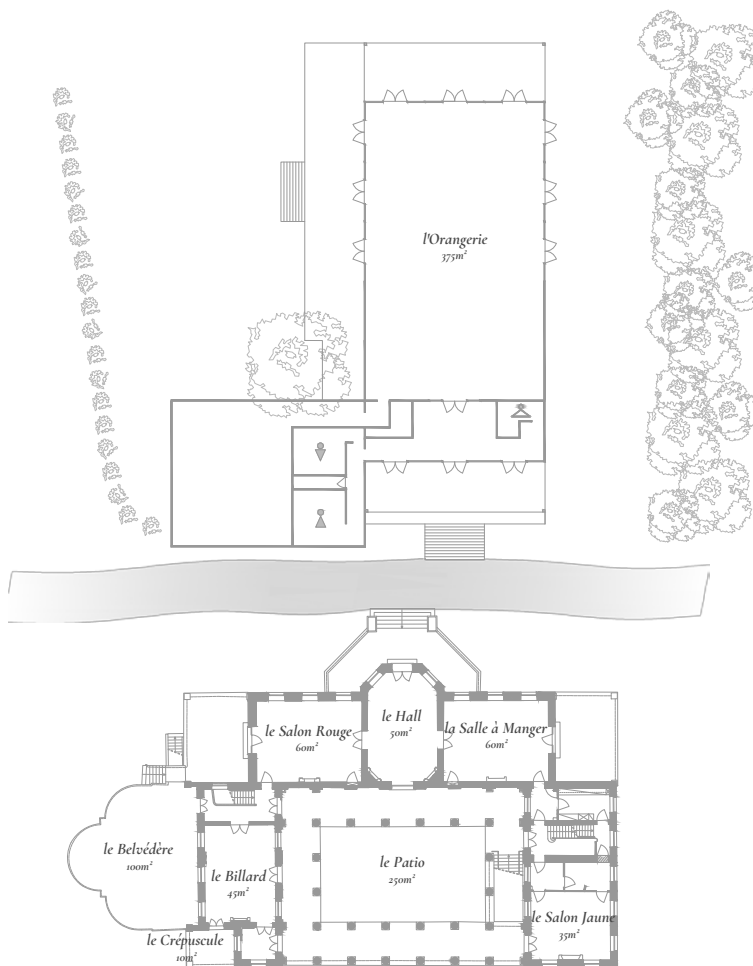 l'Orangerie
375m²
le Hall
50m²
le Salon Rouge
60m²
la Salle à Manger
60m²
le Belvédère
100m²
le Billard
45m²
le Patio
250m²
le Salon Jaune
35m²
le Crépuscule
10m²